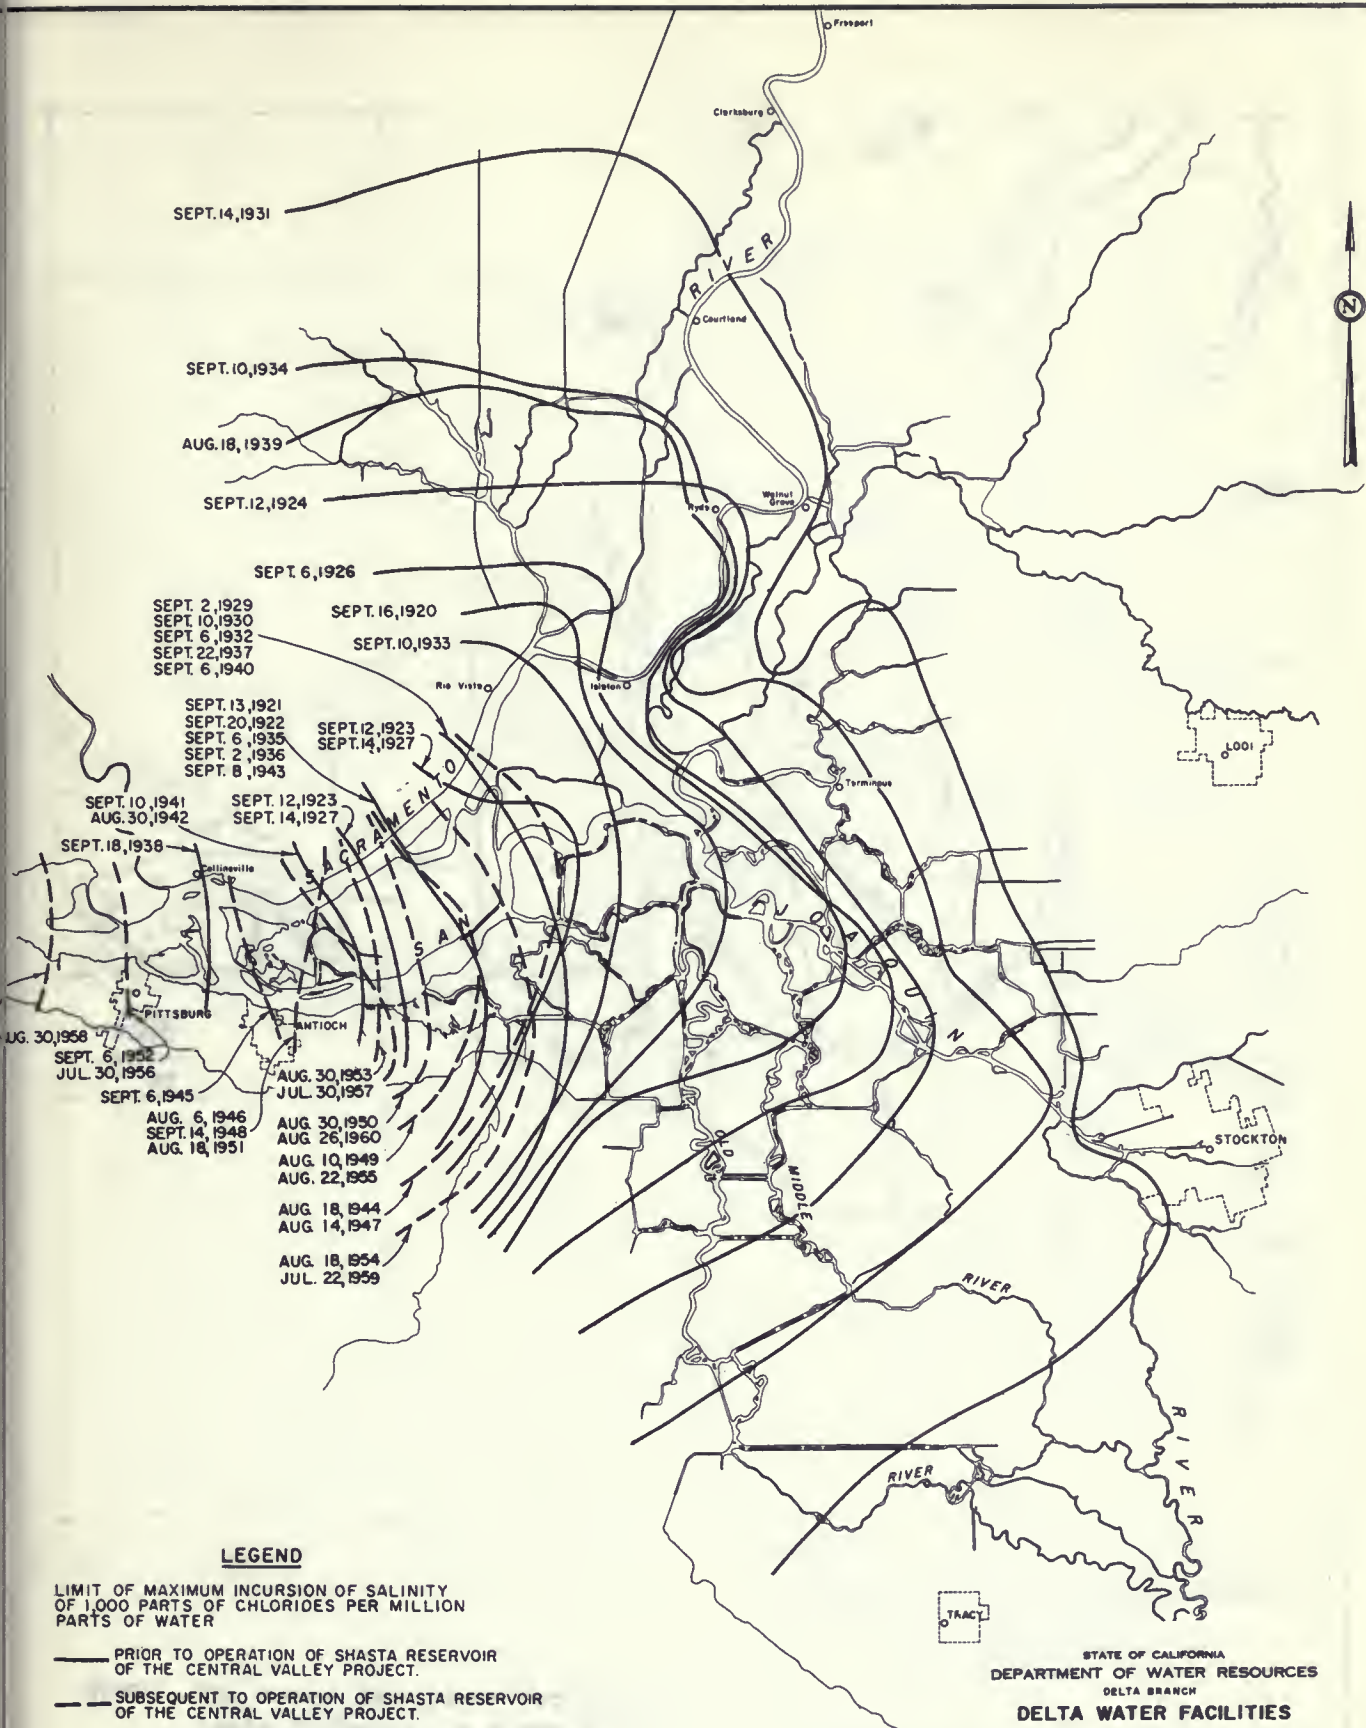 Freeport
Clarksburg
SEPT. 14, 1931
RIVER
Courtland
SEPT. 10, 1934
AUG. 18, 1939
SEPT. 12, 1924
Ryde
Walnut
Grove
SEPT. 6, 1926
SEPT. 2, 1929
SEPT. 10, 1930
SEPT. 6, 1932
SEPT. 22, 1937
SEPT. 6, 1940
SEPT. 16, 1920
SEPT. 10, 1933
Rio Vista
Isleton
SEPT. 13, 1921
SEPT. 20, 1922
SEPT. 6, 1935
SEPT. 2, 1936
SEPT. 8, 1943
SEPT. 12, 1923
SEPT. 14, 1927
LODI
Terminous
SEPT. 10, 1941
AUG. 30, 1942
SEPT. 12, 1923
SEPT. 14, 1927
SEPT. 18, 1938
Collinsville
SACRAMENTO
SAN
JOAQUIN
PITTSBURG
ANTIOCH
UG. 30, 1958
SEPT. 6, 1952
JUL. 30, 1956
SEPT. 6, 1945
AUG. 6, 1946
SEPT. 14, 1948
AUG. 18, 1951
AUG. 30, 1953
JUL. 30, 1957
AUG. 30, 1950
AUG. 26, 1960
AUG. 10, 1949
AUG. 22, 1955
AUG. 18, 1944
AUG. 14, 1947
AUG. 18, 1954
JUL. 22, 1959
STOCKTON
OLD
MIDDLE
RIVER
RIVER
RIVER
TRACY
N
LEGEND
LIMIT OF MAXIMUM INCURSION OF SALINITY
OF 1,000 PARTS OF CHLORIDES PER MILLION
PARTS OF WATER
PRIOR TO OPERATION OF SHASTA RESERVOIR
OF THE CENTRAL VALLEY PROJECT.
SUBSEQUENT TO OPERATION OF SHASTA RESERVOIR
OF THE CENTRAL VALLEY PROJECT.
STATE OF CALIFORNIA
DEPARTMENT OF WATER RESOURCES
DELTA BRANCH
DELTA WATER FACILITIES